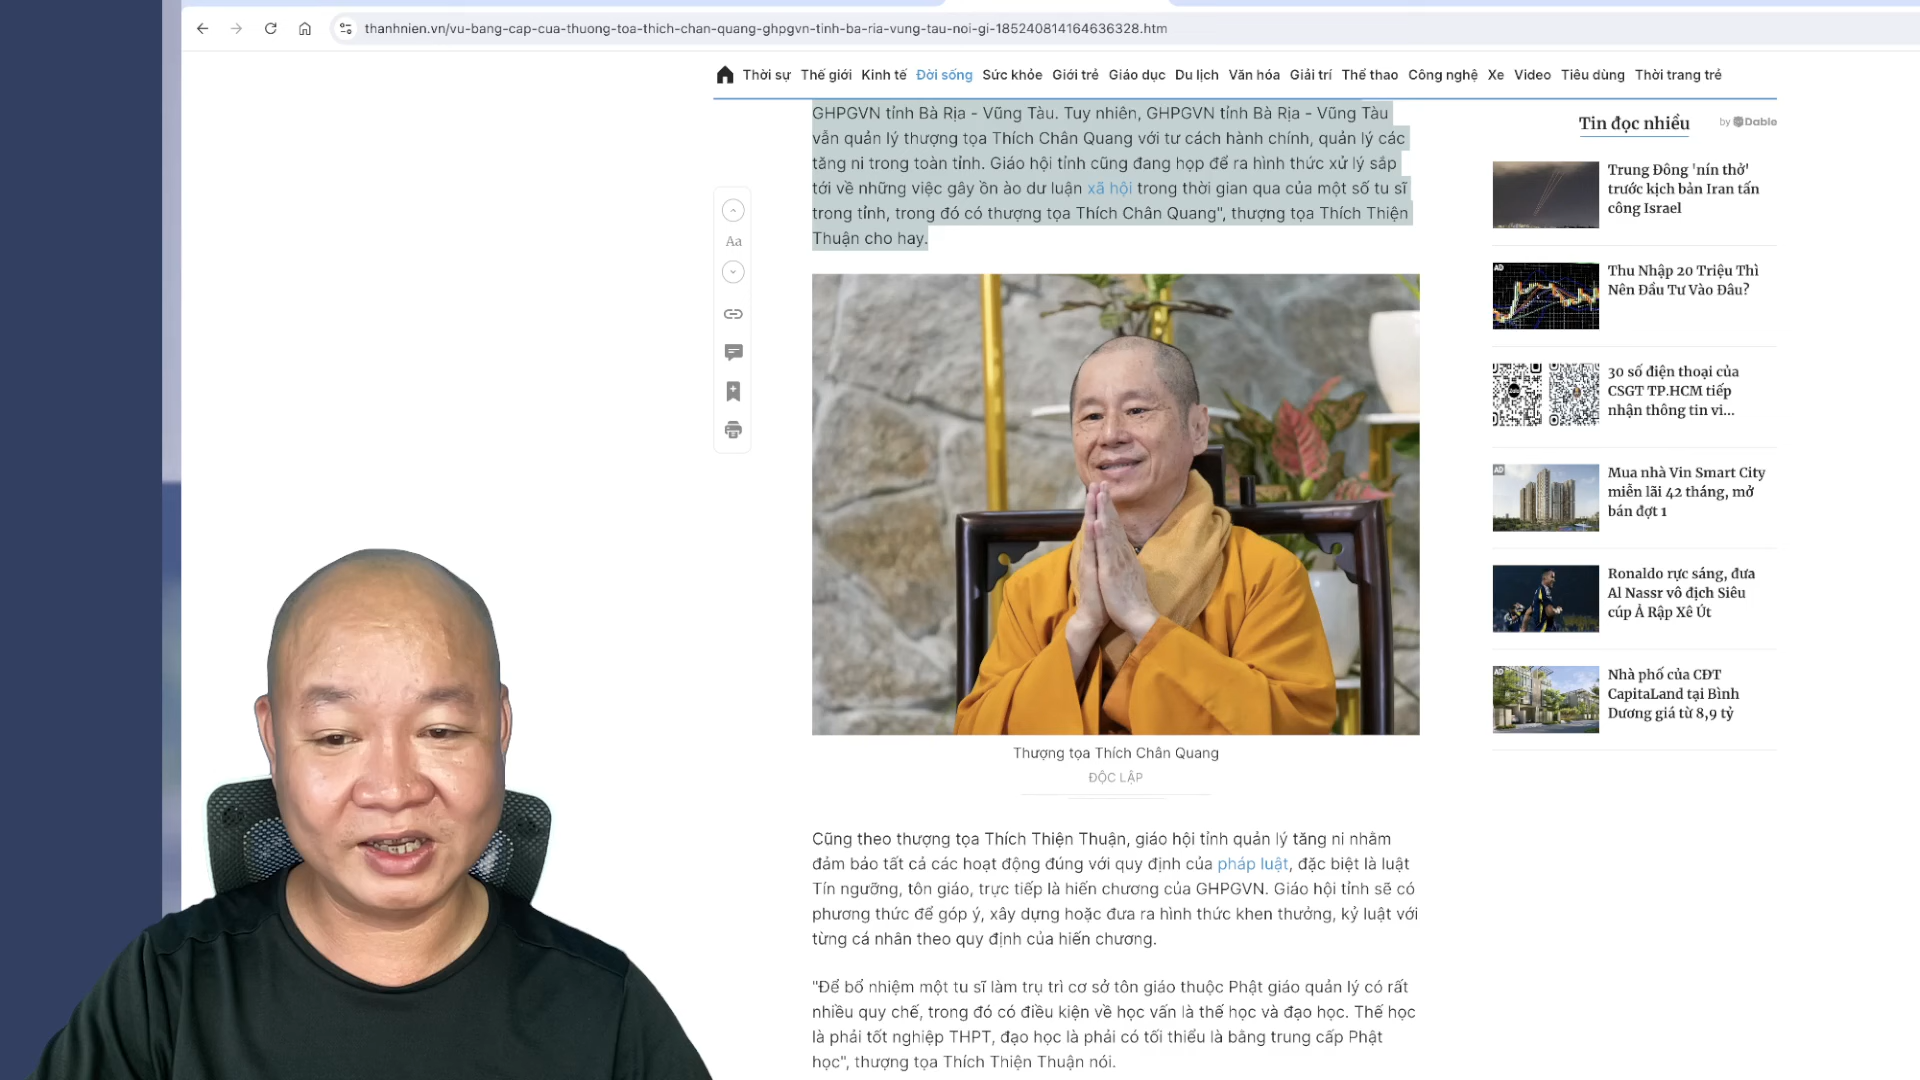 thanhnien.vn/vu-bang-cap-cua-thuong-toa-thich-chan-quang-ghpgvn-tinh-ba-ria-vung-tau-noi-gi-185240814164636328.htm
Thời sự Thế giới Kinh tế Đời sống Sức khỏe Giới trẻ Giáo dục Du lịch Văn hóa Giải trí Thể thao Công nghệ Xe Video Tiêu dùng Thời trang trẻ
GHPGVN tỉnh Bà Rịa - Vũng Tàu. Tuy nhiên, GHPGVN tỉnh Bà Rịa - Vũng Tàu
vẫn quản lý thượng tọa Thích Chân Quang với tư cách hành chính, quản lý các
tăng ni trong toàn tỉnh. Giáo hội tỉnh cũng đang họp để ra hình thức xử lý sắp
tới về những việc gây ồn ào dư luận xã hội trong thời gian qua của một số tu sĩ
trong tỉnh, trong đó có thượng tọa Thích Chân Quang", thượng tọa Thích Thiện
Thuận cho hay.
Aa
Thượng tọa Thích Chân Quang
ĐỘC LẬP
Cũng theo thượng tọa Thích Thiện Thuận, giáo hội tỉnh quản lý tăng ni nhằm
đảm bảo tất cả các hoạt động đúng với quy định của pháp luật, đặc biệt là luật
Tín ngưỡng, tôn giáo, trực tiếp là hiến chương của GHPGVN. Giáo hội tỉnh sẽ có
phương thức để góp ý, xây dựng hoặc đưa ra hình thức khen thưởng, kỷ luật với
từng cá nhân theo quy định của hiến chương.
"Để bổ nhiệm một tu sĩ làm trụ trì cơ sở tôn giáo thuộc Phật giáo quản lý có rất
nhiều quy chế, trong đó có điều kiện về học vấn là thế học và đạo học. Thế học
là phải tốt nghiệp THPT, đạo học là phải có tối thiểu là bằng trung cấp Phật
học", thượng tọa Thích Thiện Thuận nói.
Tin đọc nhiều
by Dable
Trung Đông 'nín thở'
trước kịch bản Iran tấn
công Israel
AD
Thu Nhập 20 Triệu Thì
Nên Đầu Tư Vào Đâu?
30 số điện thoại của
CSGT TP.HCM tiếp
nhận thông tin vi...
AD
Mua nhà Vin Smart City
miễn lãi 42 tháng, mở
bán đợt 1
Ronaldo rực sáng, đưa
Al Nassr vô địch Siêu
cúp Ả Rập Xê Út
AD
Nhà phố của CĐT
CapitaLand tại Bình
Dương giá từ 8,9 tỷ